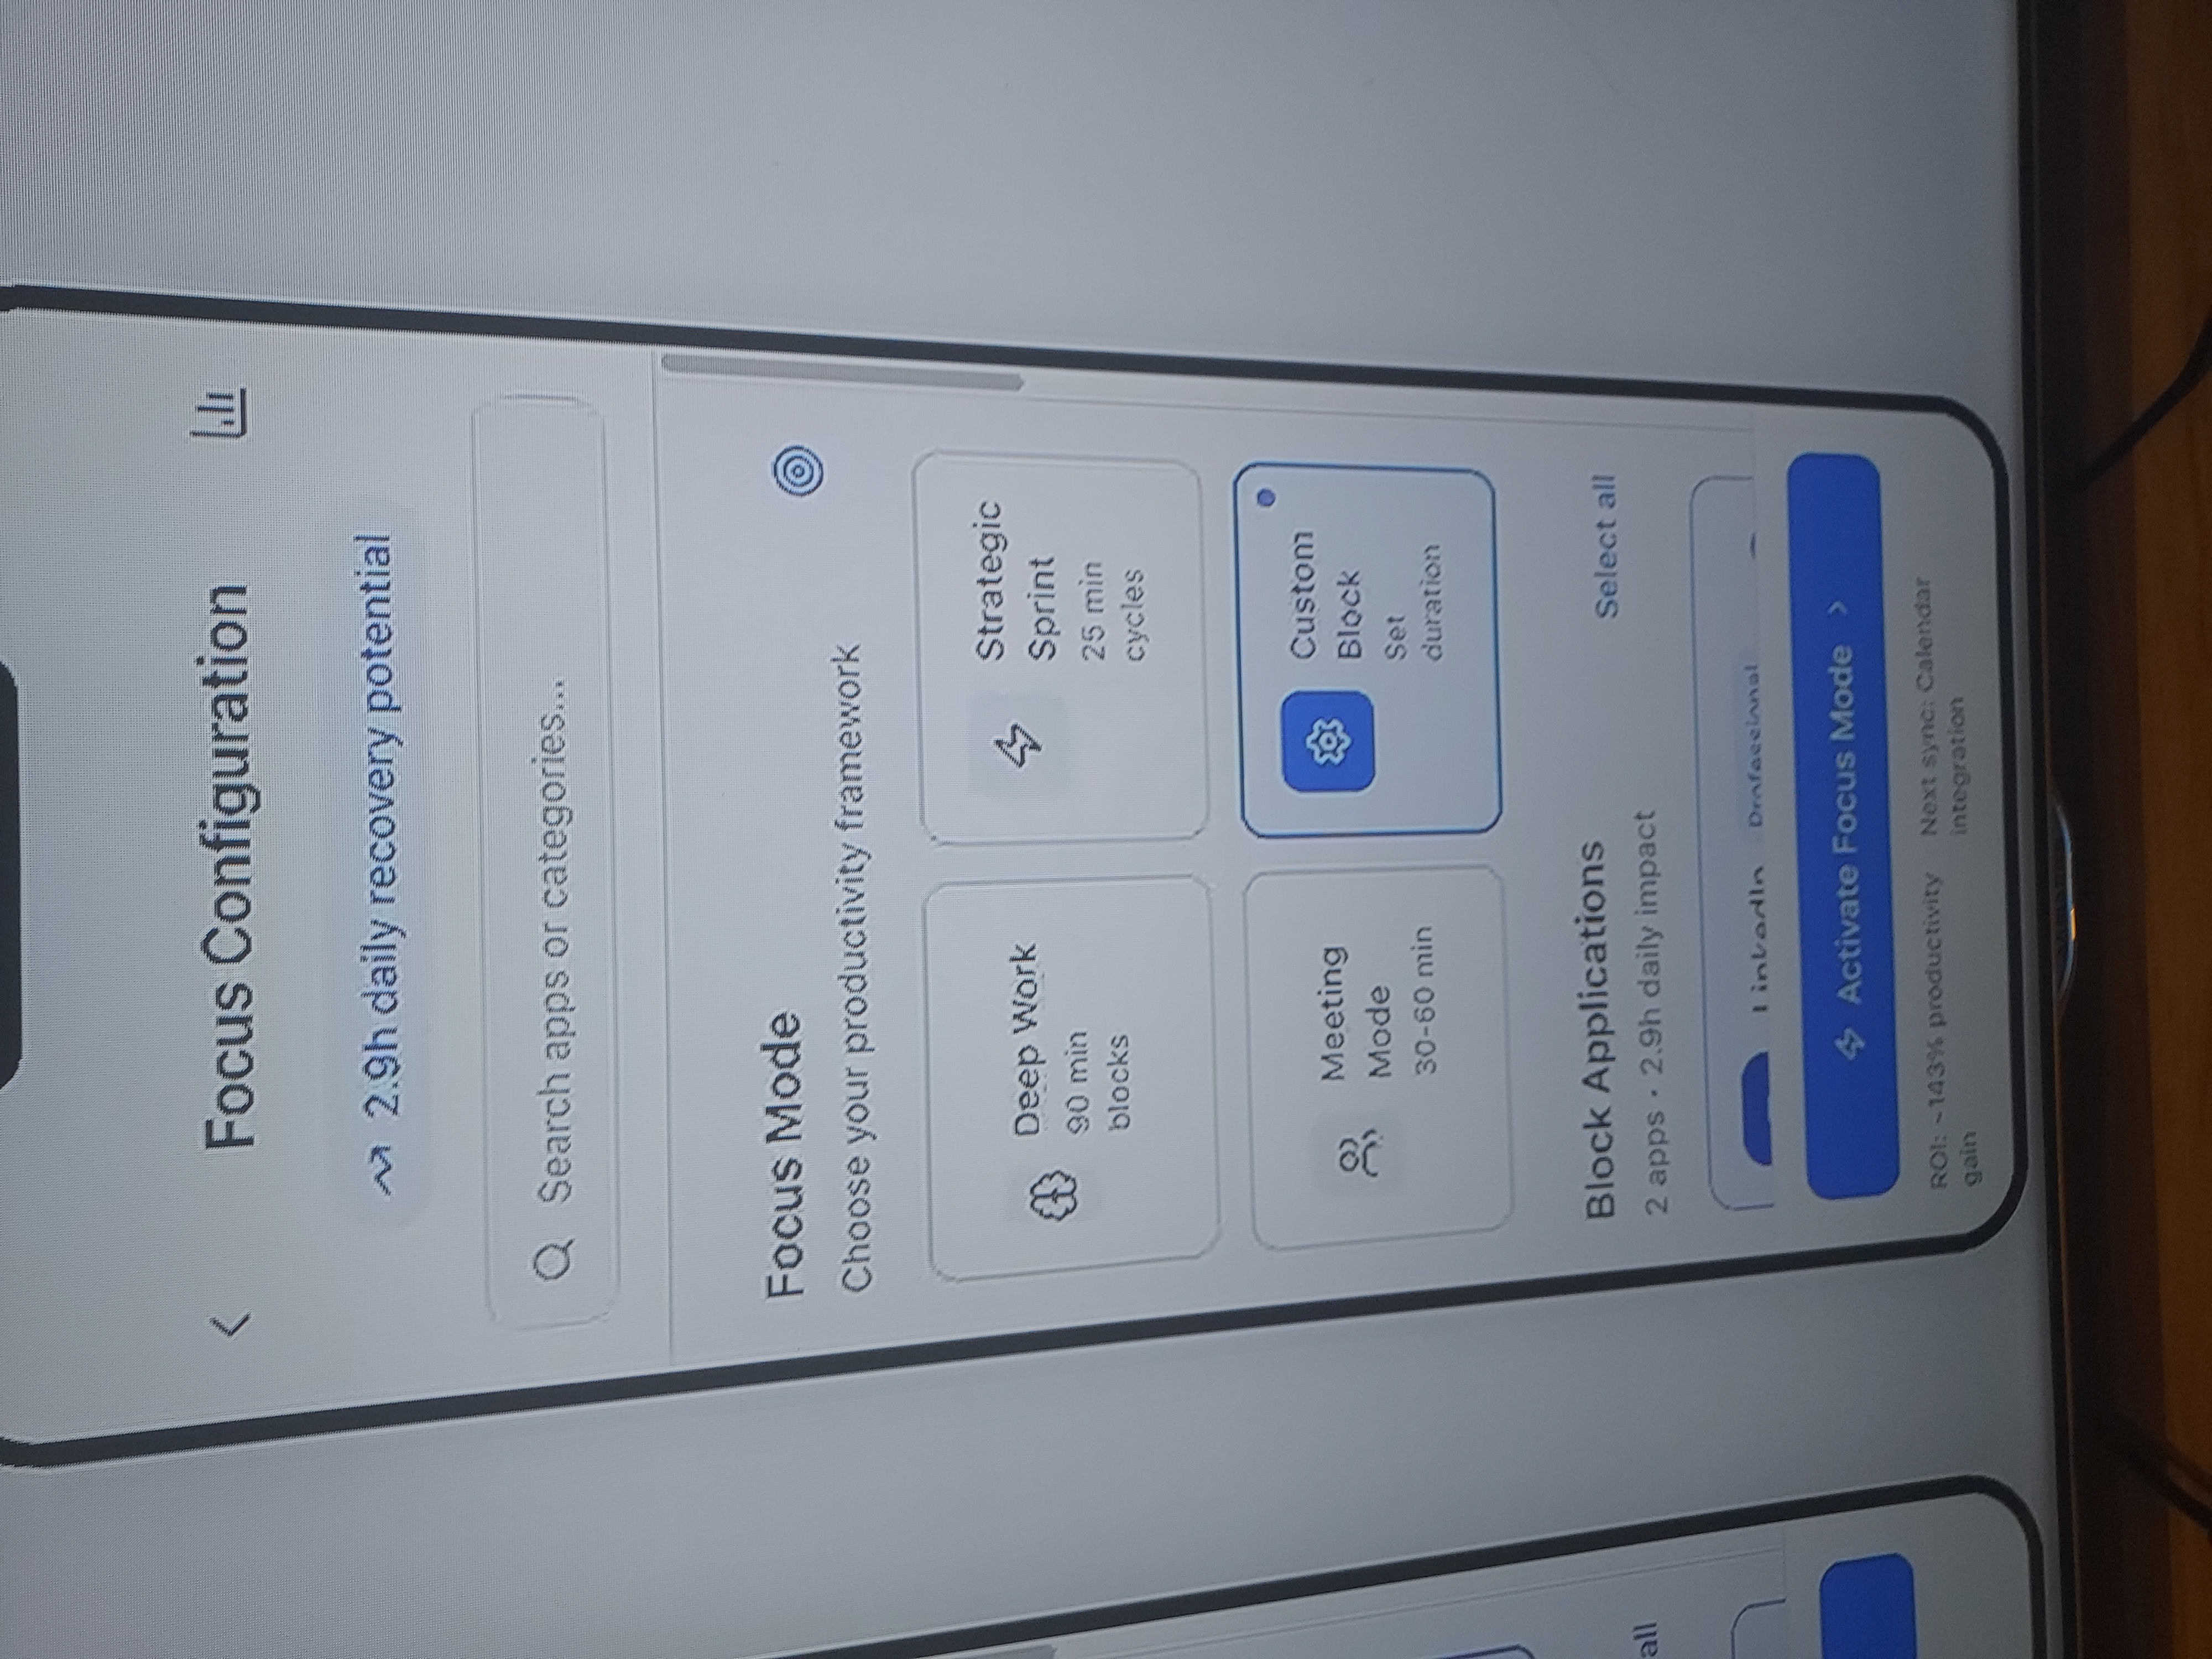 Focus Configuration
2.9h daily recovery potential
Search apps or categories...
Focus Mode
Choose your productivity framework
Deep Work
90 min
blocks
Strategic
Sprint
25 min
cycles
Meeting
Mode
30-60 min
Custom
Block
Set
duration
Block Applications
Select all
2 apps • 2.9h daily impact
all
LinkedIn Professional
Activate Focus Mode
ROI: ~143% productivity
gain
Next sync: Calendar
integration